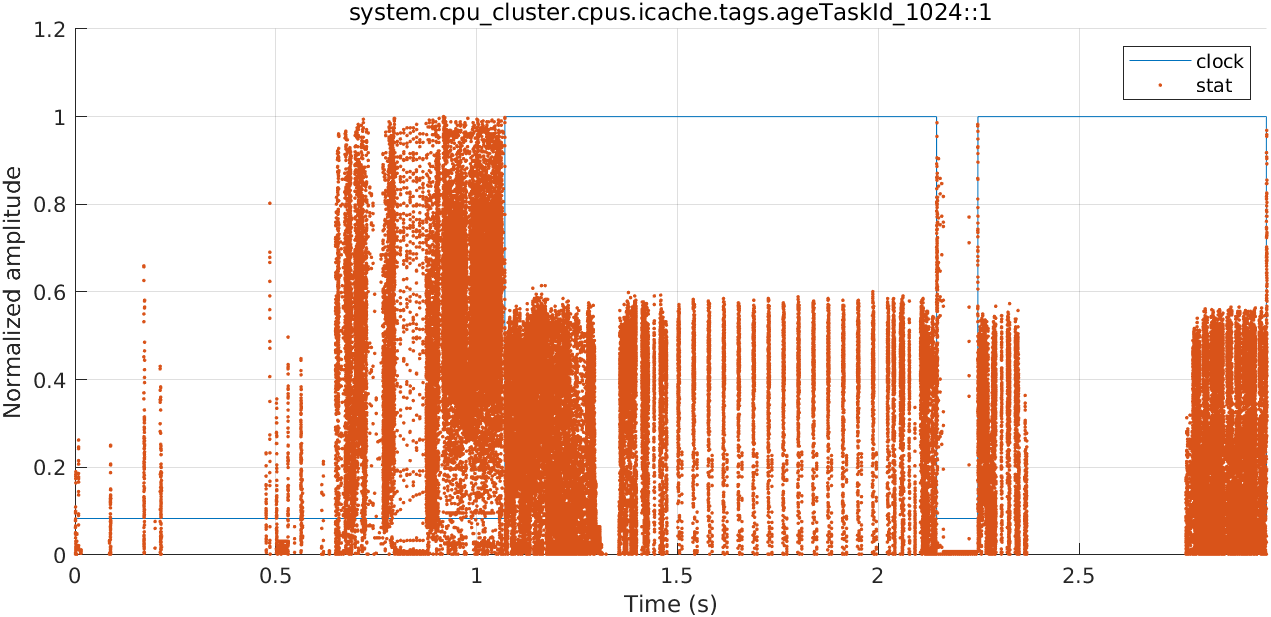 system.cpu_cluster.cpus.icache.tags.ageTaskId_1024::1
1.2
1
0.8
0.6
0.4
0.2
0
Normalized amplitude
clock
stat
0
0.5
1
1.5
2
2.5
Time (s)